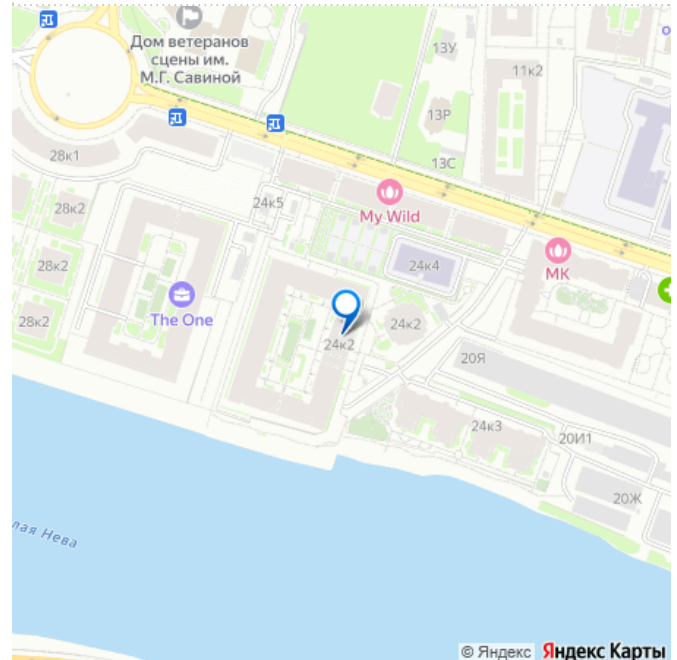 Дом ветеранов
сцены им.
М.Г. Савиной
13У
11к2
13Р
28к1
13С
My Wild
28к2
24к5
МК
28к2
24к4
The One
28к2
24к2
24к2
20Я
24к3
20И1
20Ж
лая Нева
© Яндекс Яндекс Карты